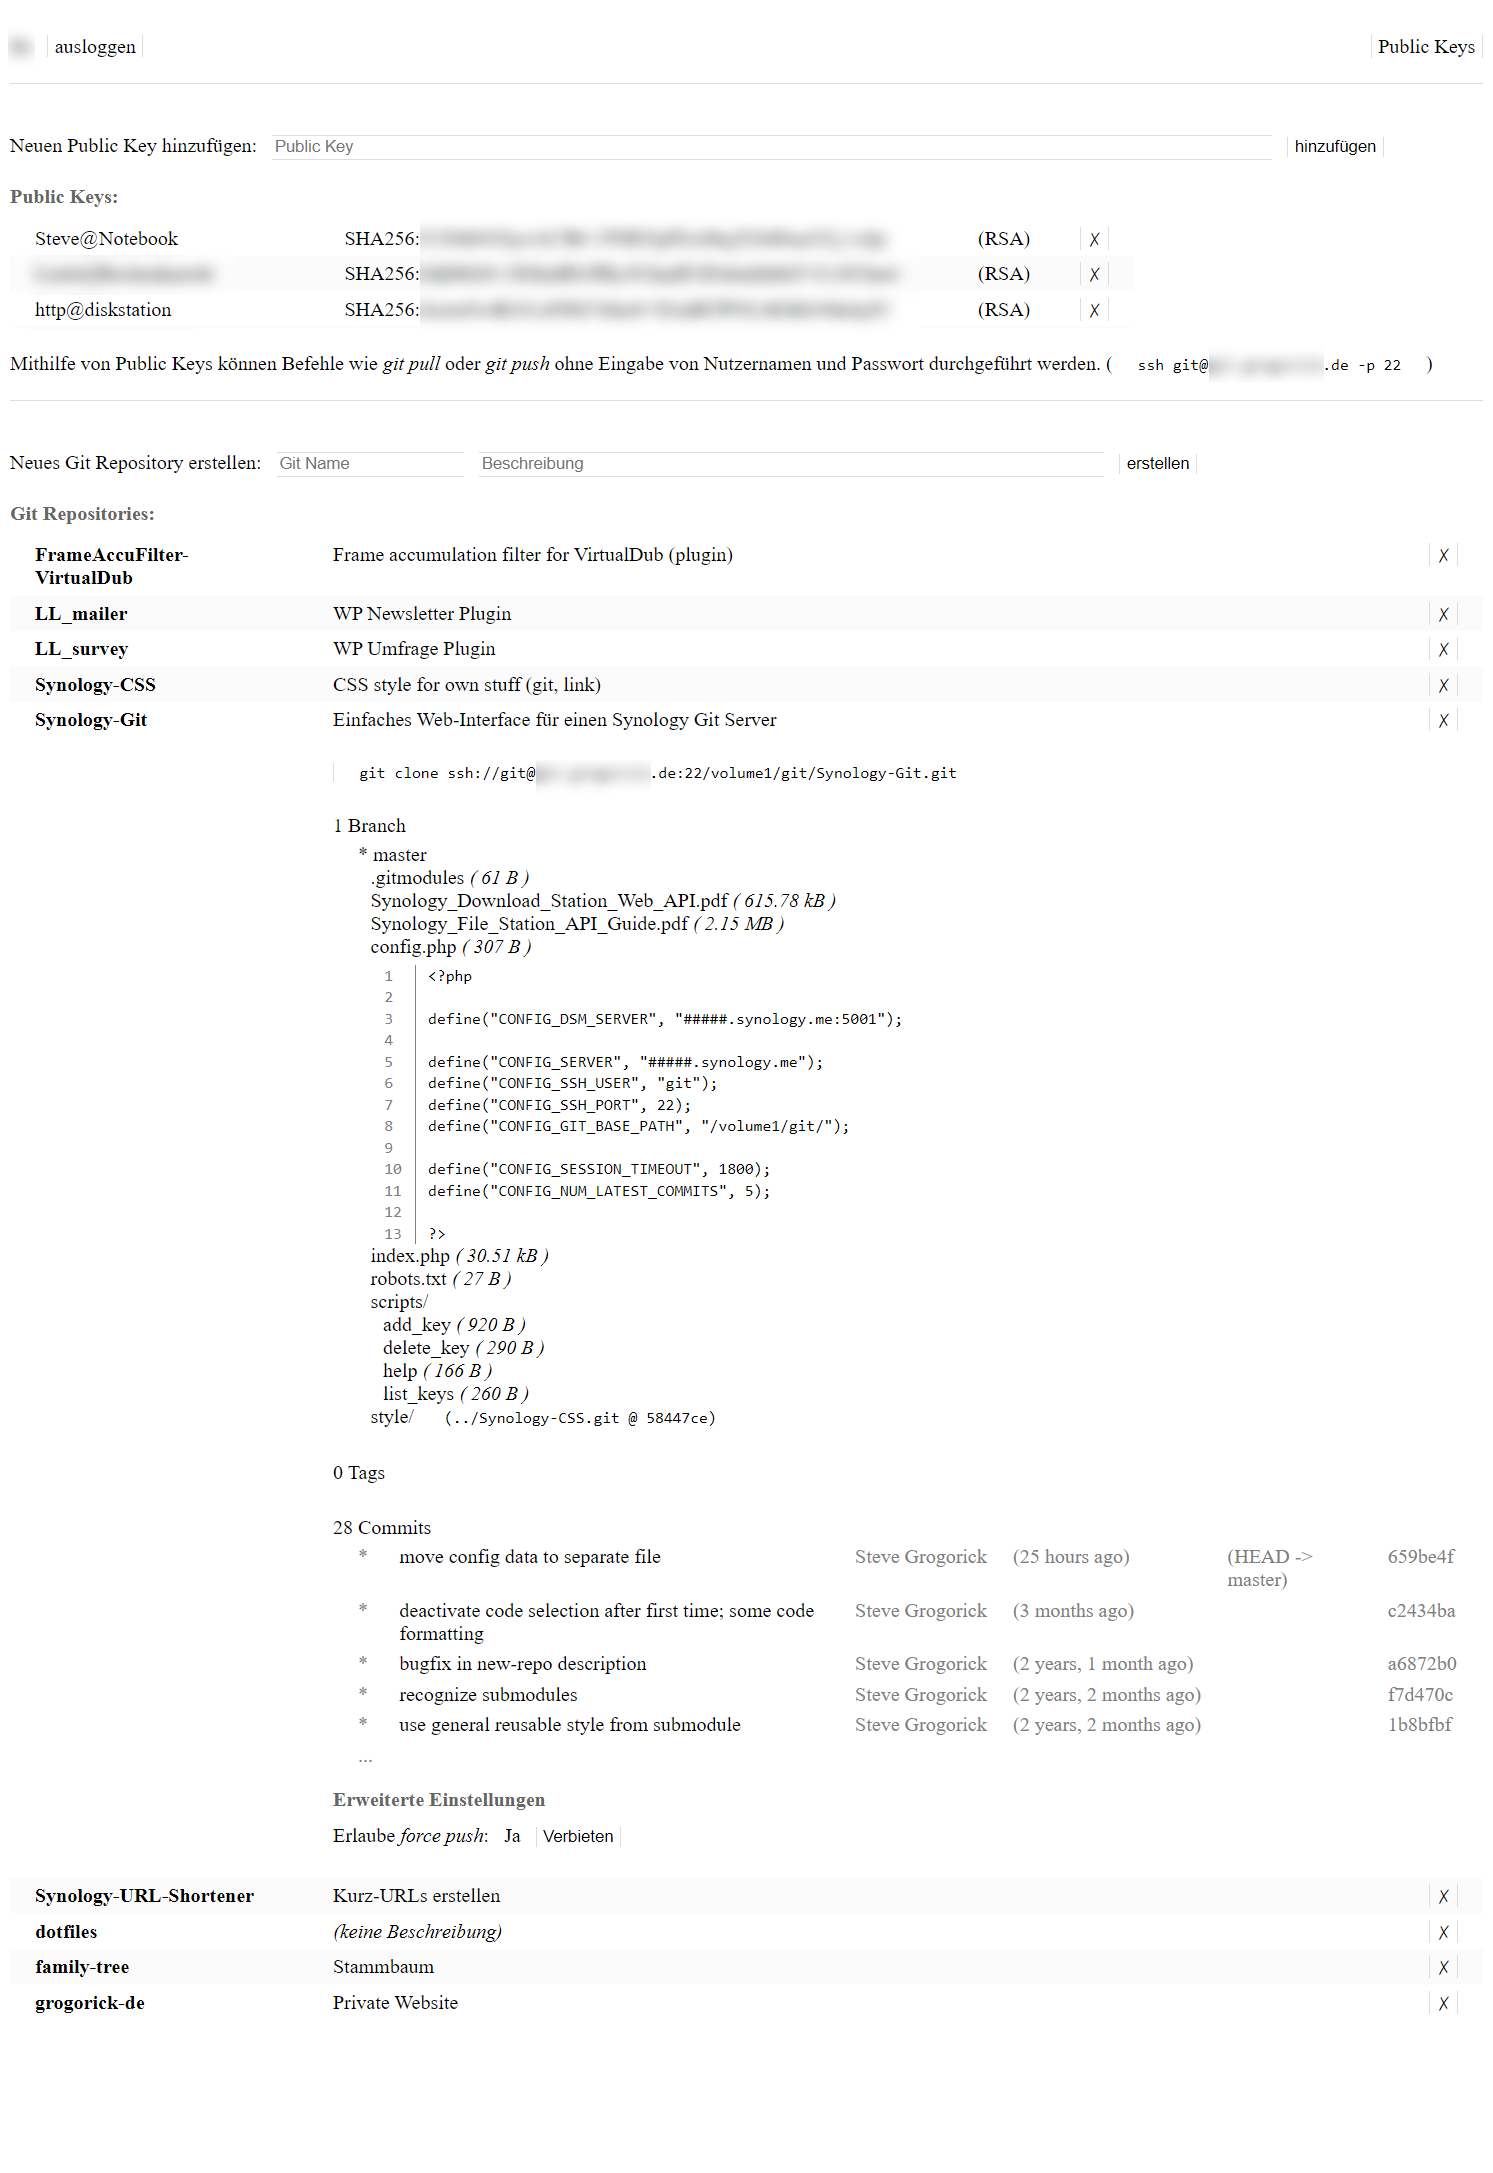 ausloggen Public Keys
Neuen Public Key hinzufügen: Public Key hinzufügen
Public Keys:
Steve@Notebook SHA256: (RSA) X
SHA256: (RSA) X
http@diskstation SHA256: (RSA) X
Mithilfe von Public Keys können Befehle wie git pull oder git push ohne Eingabe von Nutzernamen und Passwort durchgeführt werden. ( ssh git@ .de -p 22 )
Neues Git Repository erstellen: Git Name Beschreibung erstellen
Git Repositories:
FrameAccuFilter- Frame accumulation filter for VirtualDub (plugin) X
VirtualDub
LL_mailer WP Newsletter Plugin X
LL_survey WP Umfrage Plugin X
Synology-CSS CSS style for own stuff (git, link) X
Synology-Git Einfaches Web-Interface für einen Synology Git Server X
git clone ssh://git@ .de:22/volume1/git/Synology-Git.git
1 Branch
* master
.gitmodules ( 61 B )
Synology_Download_Station_Web_API.pdf ( 615.78 kB )
Synology_File_Station_API_Guide.pdf ( 2.15 MB )
config.php ( 307 B )
1 <?php
2
3 define("CONFIG_DSM_SERVER", "#####.synology.me:5001");
4
5 define("CONFIG_SERVER", "#####.synology.me");
6 define("CONFIG_SSH_USER", "git");
7 define("CONFIG_SSH_PORT", 22);
8 define("CONFIG_GIT_BASE_PATH", "/volume1/git/");
9
10 define("CONFIG_SESSION_TIMEOUT", 1800);
11 define("CONFIG_NUM_LATEST_COMMITS", 5);
12
13 ?>
index.php ( 30.51 kB )
robots.txt ( 27 B )
scripts/
add_key ( 920 B )
delete_key ( 290 B )
help ( 166 B )
list_keys ( 260 B )
style/ (../Synology-CSS.git @ 58447ce)
0 Tags
28 Commits
* move config data to separate file Steve Grogorick (25 hours ago) (HEAD -> 659be4f
master)
* deactivate code selection after first time; some code Steve Grogorick (3 months ago) c2434ba
formatting
* bugfix in new-repo description Steve Grogorick (2 years, 1 month ago) a6872b0
* recognize submodules Steve Grogorick (2 years, 2 months ago) f7d470c
* use general reusable style from submodule Steve Grogorick (2 years, 2 months ago) 1b8bfbf
...
Erweiterte Einstellungen
Erlaube force push: Ja Verbieten
Synology-URL-Shortener Kurz-URLs erstellen X
dotfiles (keine Beschreibung) X
family-tree Stammbaum X
grogorick-de Private Website X